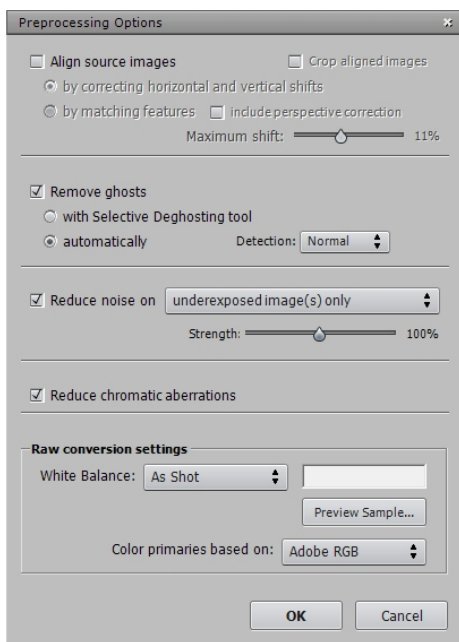 Preprocessing Options
Align source images Crop aligned images
by correcting horizontal and vertical shifts
by matching features include perspective correction
Maximum shift: 11%
Remove ghosts
with Selective Deghosting tool
automatically Detection: Normal
Reduce noise on underexposed image(s) only
Strength: 100%
Reduce chromatic aberrations
Raw conversion settings
White Balance: As Shot
Preview Sample...
Color primaries based on: Adobe RGB
OK Cancel